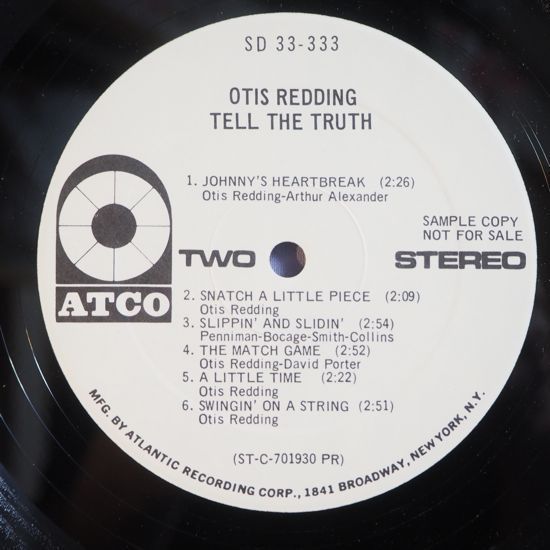 SD 33-333
OTIS REDDING
TELL THE TRUTH
1. JOHNNY'S HEARTBREAK (2:26)
Otis Redding-Arthur Alexander
SAMPLE COPY
NOT FOR SALE
TWO
STEREO
ATCO
2. SNATCH A LITTLE PIECE (2:09)
Otis Redding
3. SLIPPIN' AND SLIDIN' (2:54)
Penniman-Bocage-Smith-Collins
4. THE MATCH GAME (2:52)
Otis Redding-David Porter
5. A LITTLE TIME (2:22)
Otis Redding
6. SWINGIN' ON A STRING (2:51)
Otis Redding
(ST-C-701930 PR)
MFG. BY ATLANTIC RECORDING CORP., 1841 BROADWAY, NEW YORK, N.Y.